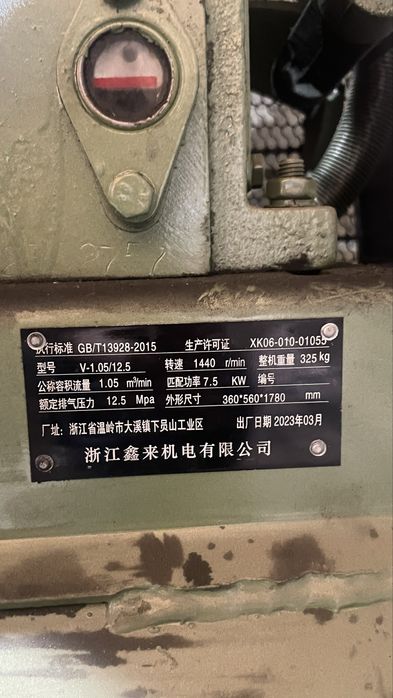 3757
执行标准 GB/T13928-2015 生产许可证 XK06-010-01055
型号 V-1.05/12.5 转速 1440 r/min 整机重量 325 kg
公称容积流量 1.05 m³/min 匹配功率 7.5 KW 编号
额定排气压力 12.5 Mpa 外形尺寸 360*560*1780 mm
厂址: 浙江省温岭市大溪镇下员山工业区 出厂日期 2023年03月
浙江鑫来机电有限公司